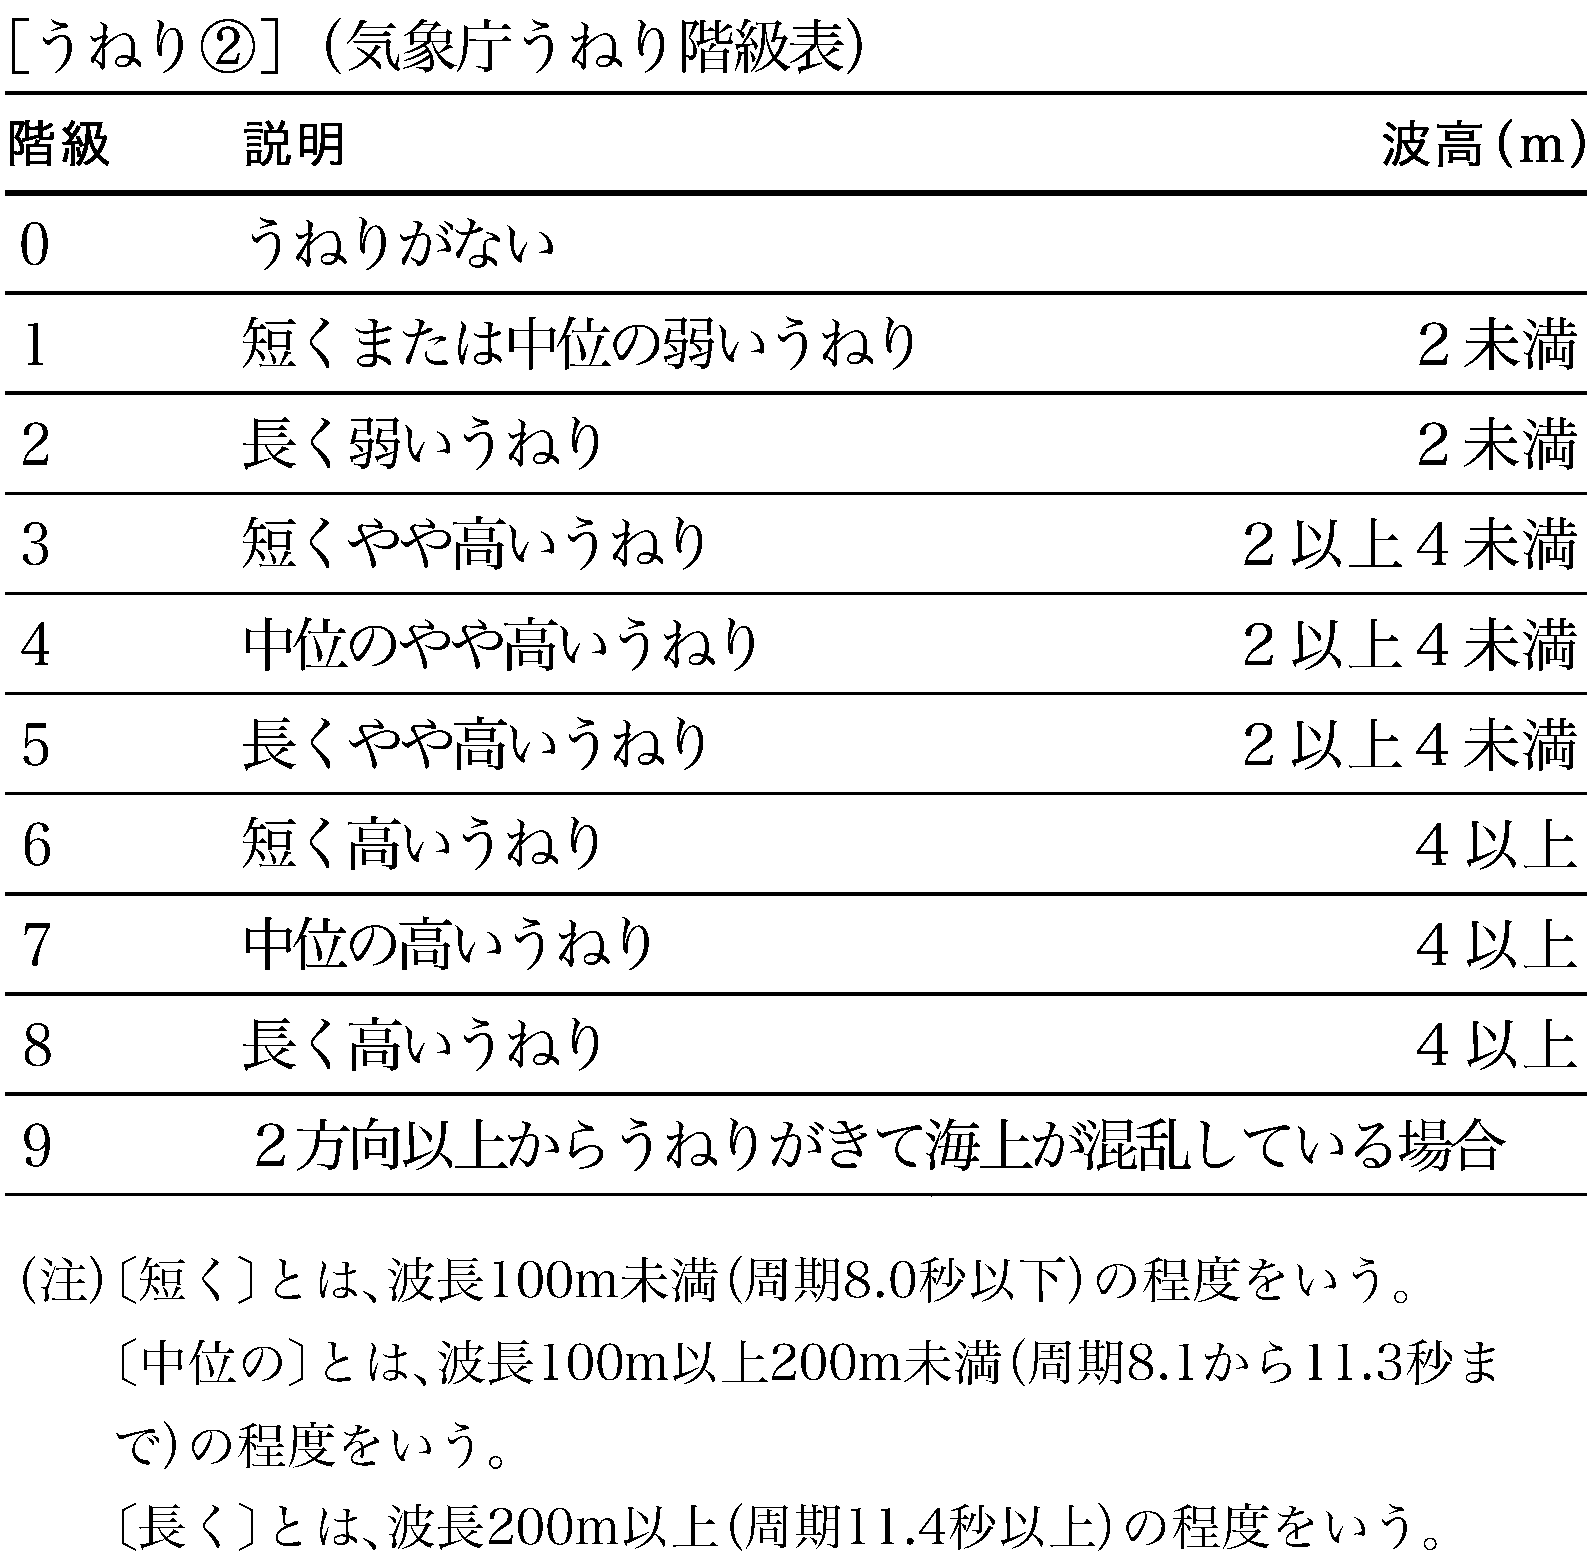 ［うねり②］（気象庁うねり階級表）
階級 説明 波高(m)
0 うねりがない
1 短くまたは中位の弱いうねり 2未満
2 長く弱いうねり 2未満
3 短くやや高いうねり 2以上4未満
4 中位のやや高いうねり 2以上4未満
5 長くやや高いうねり 2以上4未満
6 短く高いうねり 4以上
7 中位の高いうねり 4以上
8 長く高いうねり 4以上
9 2方向以上からうねりがきて海上が混乱している場合
(注)〔短く〕とは、波長100m未満(周期8.0秒以下)の程度をいう。
〔中位の〕とは、波長100m以上200m未満(周期8.1から11.3秒ま
で)の程度をいう。
〔長く〕とは、波長200m以上(周期11.4秒以上)の程度をいう。